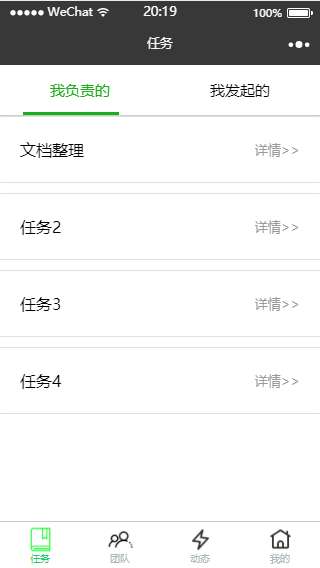 WeChat 20:19 100%
任务
我负责的 我发起的
文档整理 详情>>
任务2 详情>>
任务3 详情>>
任务4 详情>>
任务 团队 动态 我的